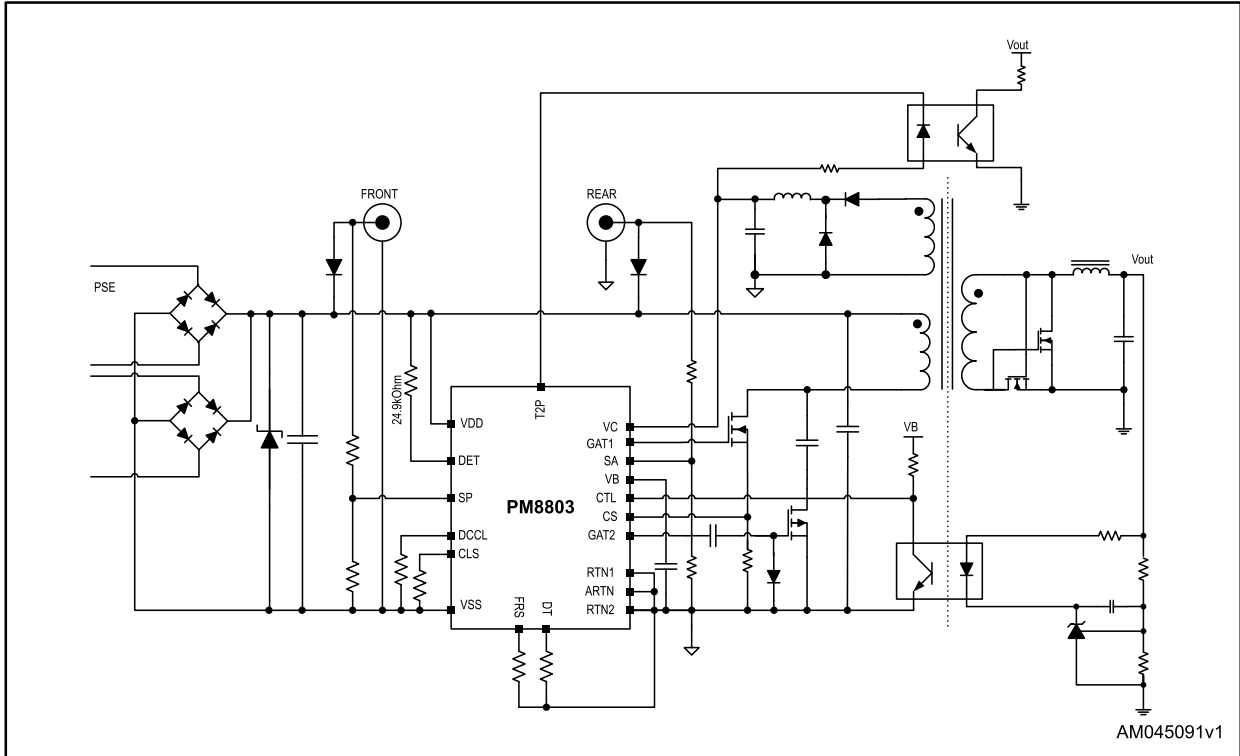 Vout
FRONT
REAR
PSE
Vout
24.9kOhm
T2P
VDD
VC
GAT1
DET
SA
VB
VB
SP
PM8803
CTL
CS
DCCL
GAT2
CLS
RTN1
ARTN
VSS
RTN2
FRS
DT
AM045091v1